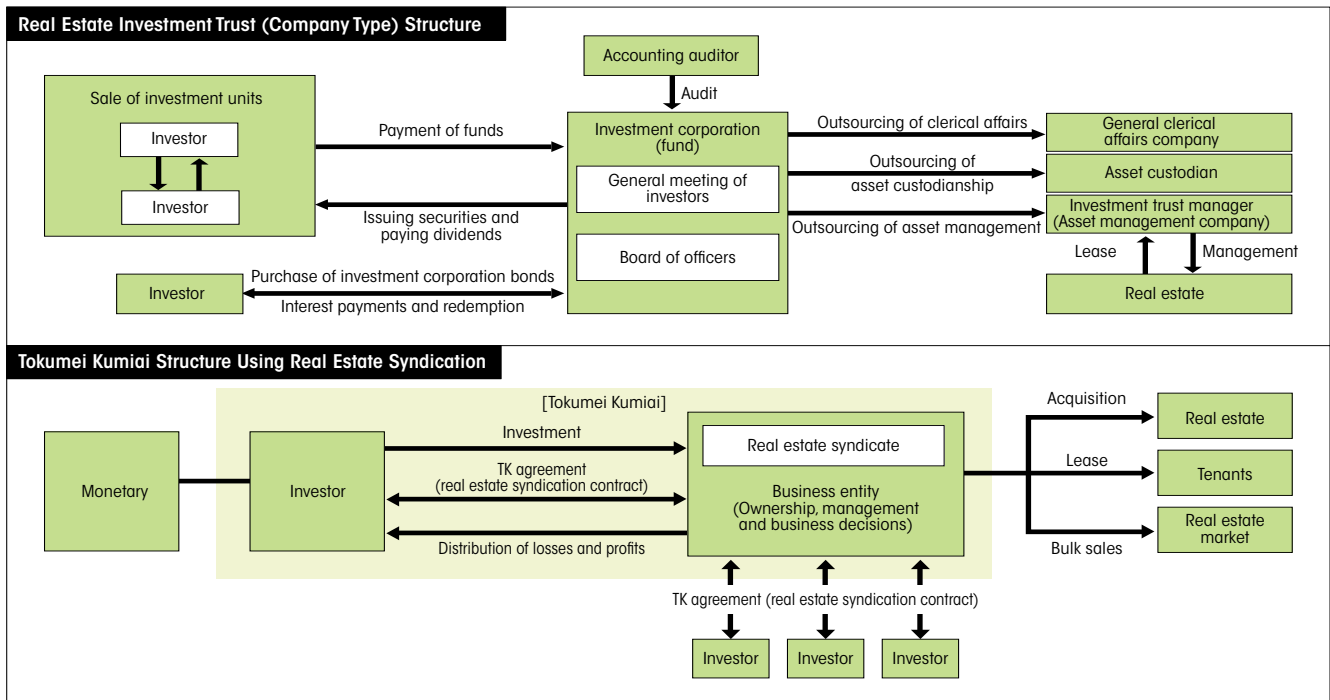 Real Estate Investment Trust (Company Type) Structure
Accounting auditor
Audit
Sale of investment units
Investor
Investor
Payment of funds
Issuing securities and
paying dividends
Investment corporation
(fund)
General meeting of
investors
Board of officers
Outsourcing of clerical affairs
Outsourcing of
asset custodianship
Outsourcing of asset management
General clerical
affairs company
Asset custodian
Investment trust manager
(Asset management company)
Lease
Management
Real estate
Investor
Purchase of investment corporation bonds
Interest payments and redemption
Tokumei Kumiai Structure Using Real Estate Syndication
[Tokumei Kumiai]
Monetary
Investor
Investment
TK agreement
(real estate syndication contract)
Distribution of losses and profits
Real estate syndicate
Business entity
(Ownership, management
and business decisions)
Acquisition
Lease
Bulk sales
Real estate
Tenants
Real estate
market
TK agreement (real estate syndication contract)
Investor
Investor
Investor